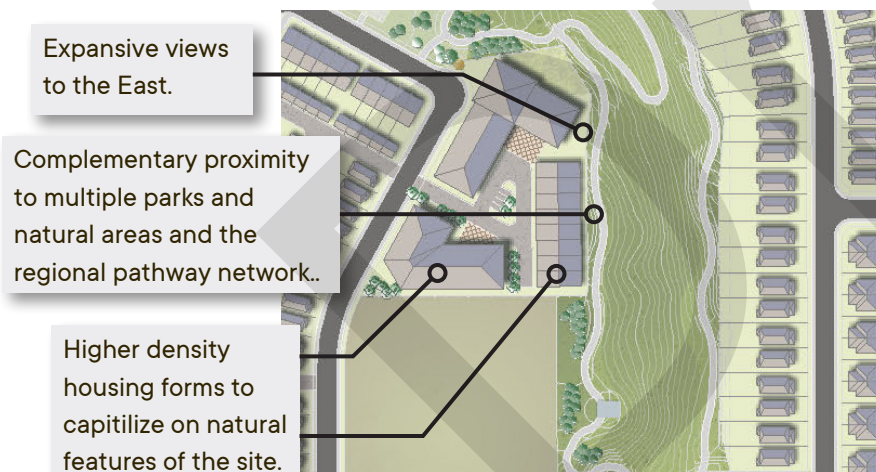 Expansive views
to the East.
Complementary proximity
to multiple parks and
natural areas and the
regional pathway network..
Higher density
housing forms to
capitilize on natural
features of the site.